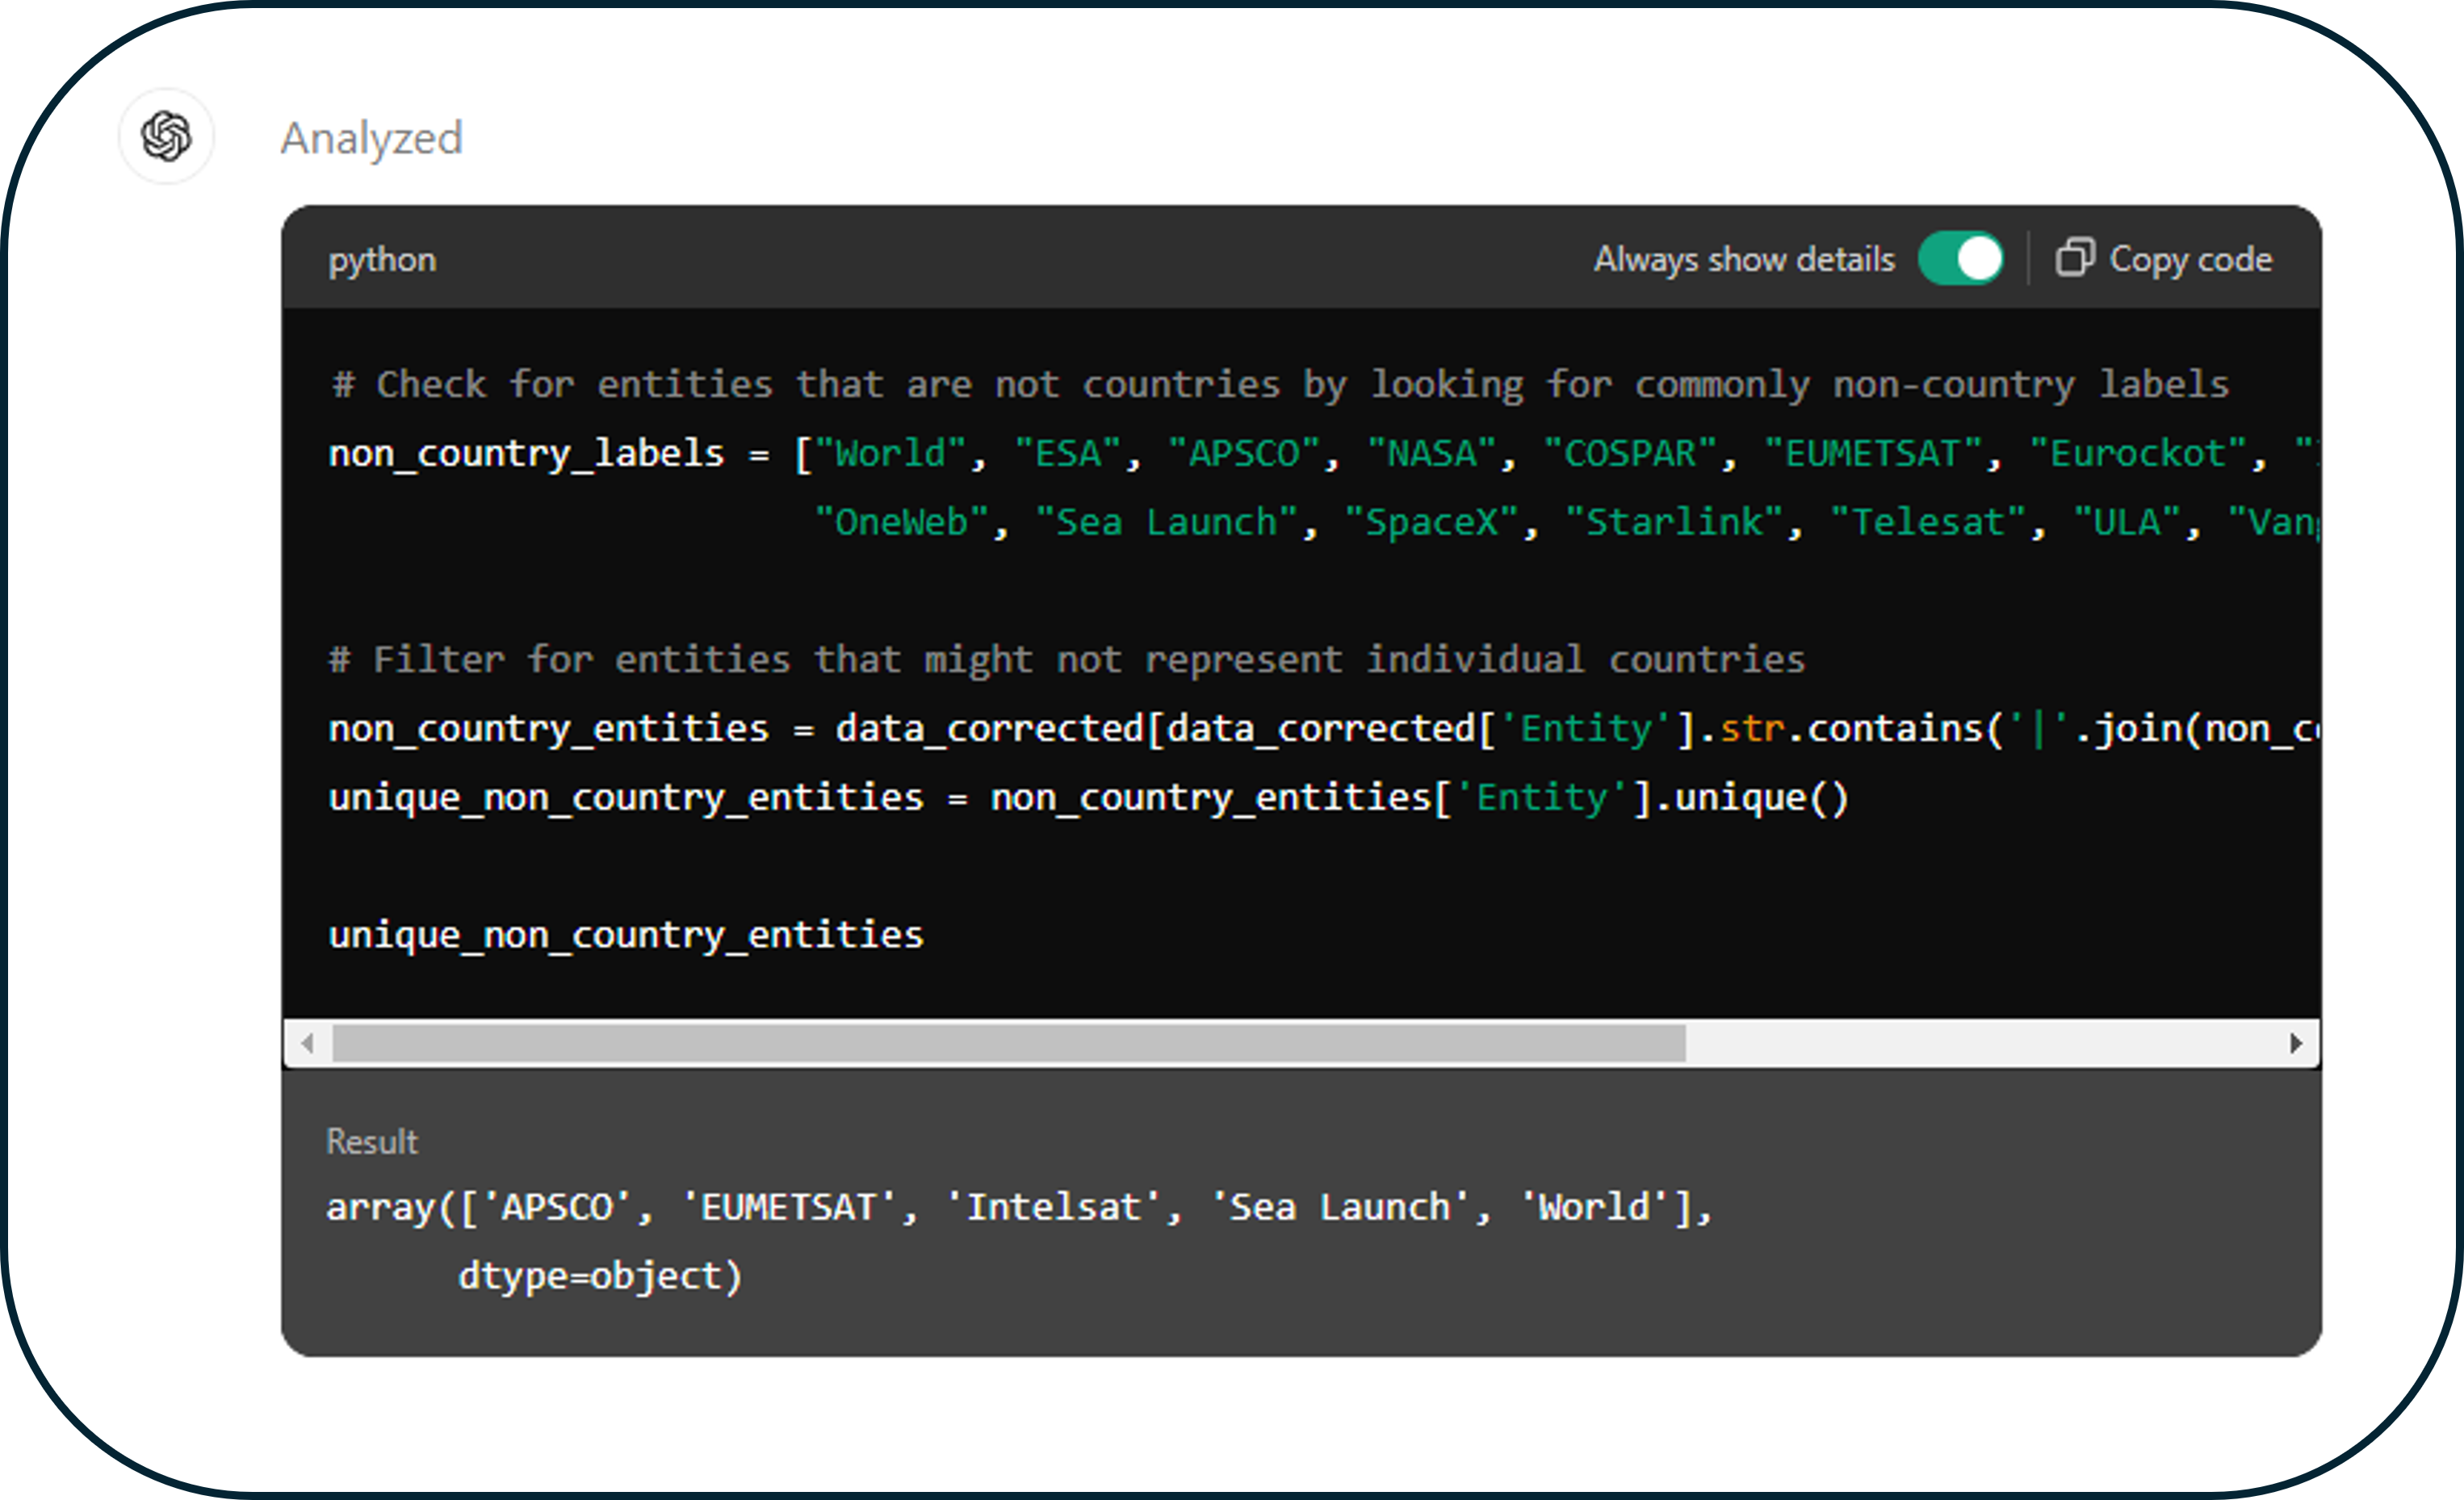 Analyzed
python Always show details Copy code
# Check for entities that are not countries by looking for commonly non-country labels
non_country_labels = ["World", "ESA", "APSCO", "NASA", "COSPAR", "EUMETSAT", "Eurockot", "
"OneWeb", "Sea Launch", "SpaceX", "Starlink", "Telesat", "ULA", "Van
# Filter for entities that might not represent individual countries
non_country_entities = data_corrected[data_corrected['Entity'].str.contains('|'.join(non_c
unique_non_country_entities = non_country_entities['Entity'].unique()
unique_non_country_entities
Result
array(['APSCO', 'EUMETSAT', 'Intelsat', 'Sea Launch', 'World'],
dtype=object)